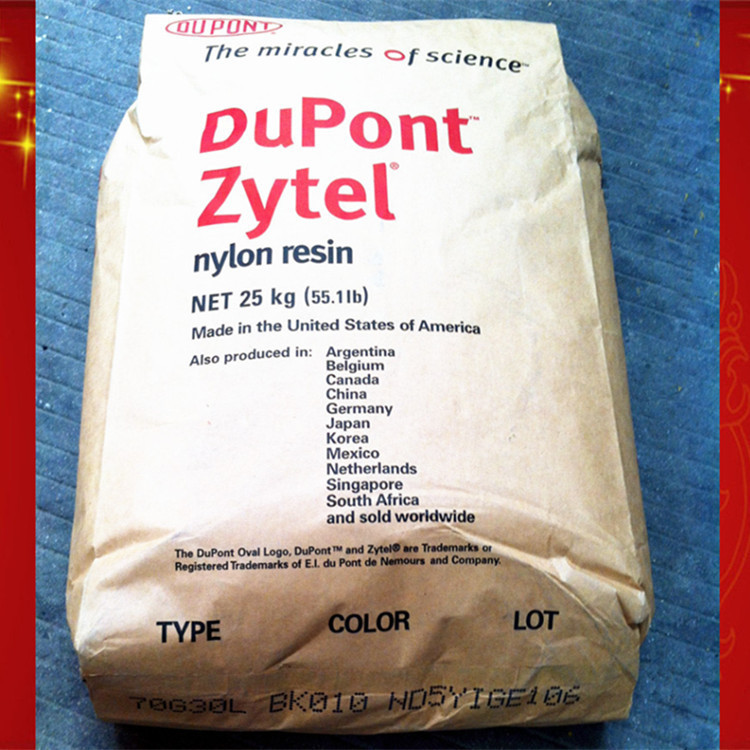 DUPONT
The miracles of science™
DuPont™
Zytel®
nylon resin
NET 25 kg (55.1lb)
Made in the United States of America
Also produced in: Argentina
Belgium
Canada
China
Germany
Japan
Korea
Mexico
Netherlands
Singapore
South Africa
and sold worldwide
The DuPont Oval Logo, DuPont™ and Zytel® are Trademarks or
Registered Trademarks of E.I. du Pont de Nemours and Company.
TYPE COLOR LOT
70G30L BK010 ND5YIGE106